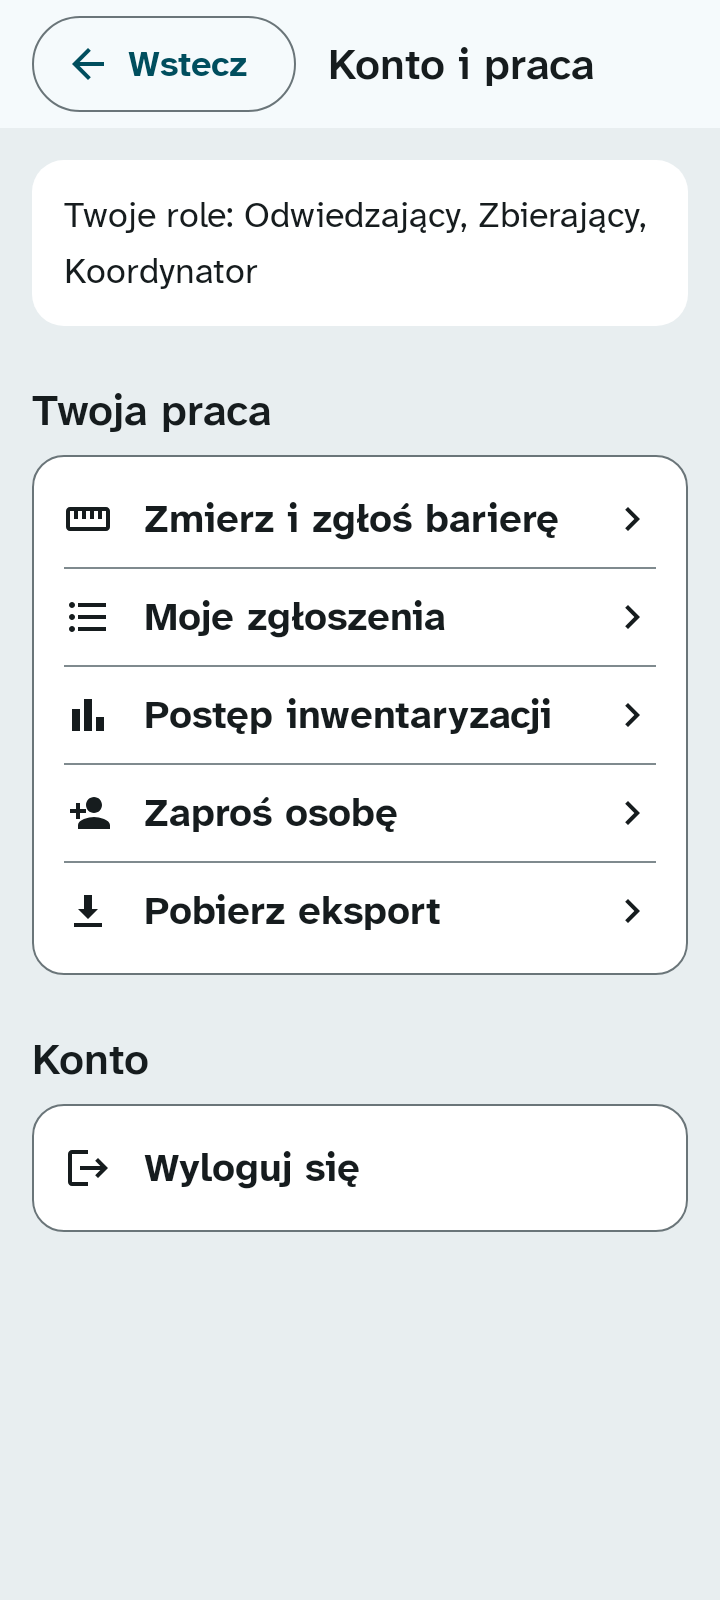 Wstecz
Konto i praca
Twoje role: Odwiedzający, Zbierający,
Koordynator
Twoja praca
Zmierz i zgłoś barierę
Moje zgłoszenia
Postęp inwentaryzacji
Zaproś osobę
Pobierz eksport
Konto
Wyloguj się